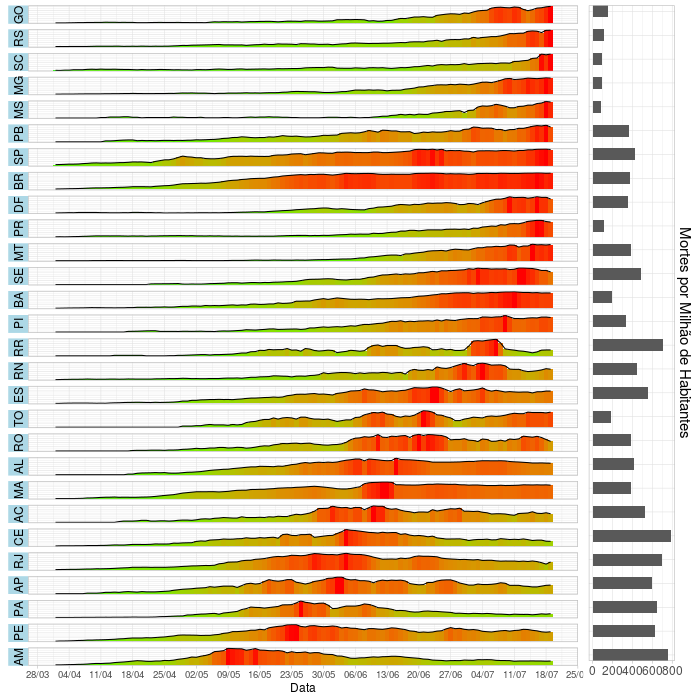 GO
RS
SC
MG
MS
PB
SP
BR
DF
PR
MT
SE
BA
PI
RR
RN
ES
TO
RO
AL
MA
AC
CE
RJ
AP
PA
PE
AM
28/03 04/04 11/04 18/04 25/04 02/05 09/05 16/05 23/05 30/05 06/06 13/06 20/06 27/06 04/07 11/07 18/07 25/0
Data
0 200400600800
Mortes por Milhão de Habitantes